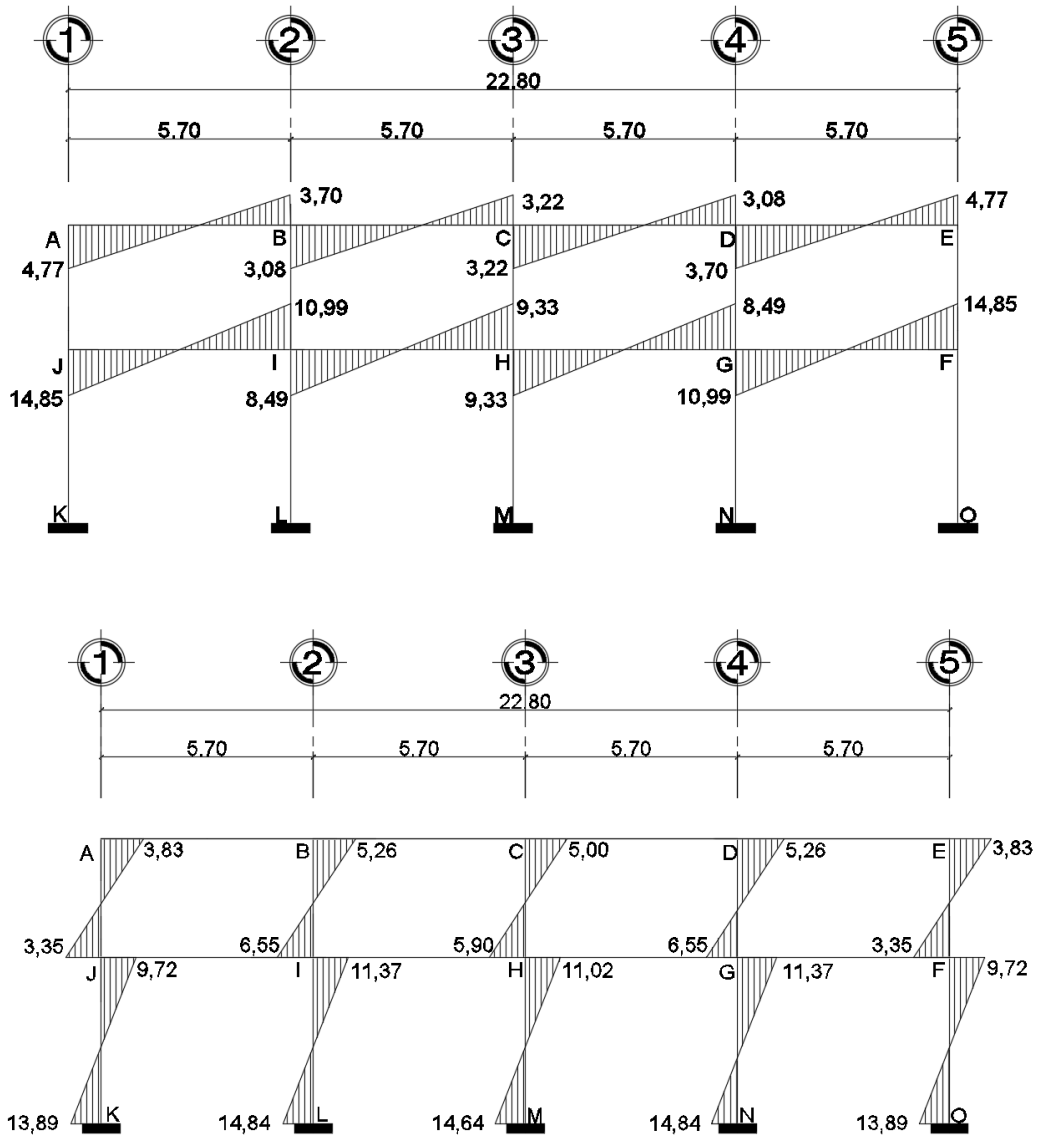 1 2 3 4 5
22.80
5.70 5.70 5.70 5.70
3,70 3,22 3,08 4,77
A B C D E
4,77 3,08 3,22 3,70
10,99 9,33 8,49 14,85
J I H G F
14,85 8,49 9,33 10,99
K L M N O
1 2 3 4 5
22.80
5.70 5.70 5.70 5.70
A 3,83 B 5,26 C 5,00 D 5,26 E 3,83
3,35 6,55 5,90 6,55 3,35
J 9,72 I 11,37 H 11,02 G 11,37 F 9,72
13,89 K 14,84 L 14,64 M 14,84 N 13,89 O